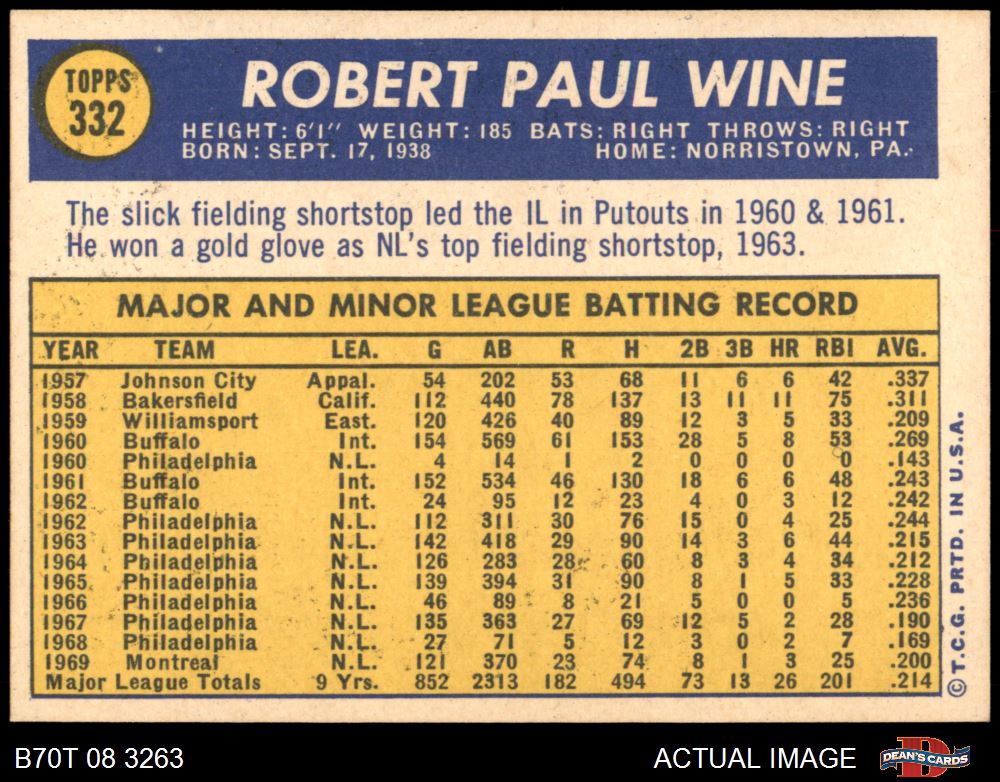 TOPPS
332
ROBERT PAUL WINE
HEIGHT: 6'1" WEIGHT: 185 BATS: RIGHT THROWS: RIGHT
BORN: SEPT. 17, 1938 HOME: NORRISTOWN, PA.
The slick fielding shortstop led the IL in Putouts in 1960 & 1961.
He won a gold glove as NL's top fielding shortstop, 1963.
MAJOR AND MINOR LEAGUE BATTING RECORD
YEAR TEAM LEA. G AB R H 2B 3B HR RBI AVG.
1957 Johnson City Appal. 54 202 53 68 11 6 6 42 .337
1958 Bakersfield Calif. 112 440 78 137 13 11 11 75 .311
1959 Williamsport East. 120 426 40 89 12 3 5 33 .209
1960 Buffalo Int. 154 569 61 153 28 5 8 53 .269
1960 Philadelphia N.L. 4 14 1 2 0 0 0 0 .143
1961 Buffalo Int. 152 534 46 130 18 6 6 48 .243
1962 Buffalo Int. 24 95 12 23 4 0 3 12 .242
1962 Philadelphia N.L. 112 311 30 76 15 0 4 25 .244
1963 Philadelphia N.L. 142 418 29 90 14 3 6 44 .215
1964 Philadelphia N.L. 126 283 28 60 8 3 4 34 .212
1965 Philadelphia N.L. 139 394 31 90 8 1 5 33 .228
1966 Philadelphia N.L. 46 89 8 21 5 0 0 5 .236
1967 Philadelphia N.L. 135 363 27 69 12 5 2 28 .190
1968 Philadelphia N.L. 27 71 5 12 3 0 2 7 .169
1969 Montreal N.L. 121 370 23 74 8 1 3 25 .200
Major League Totals 9 Yrs. 852 2313 182 494 73 13 26 201 .214
© T.C.G. PRTD. IN U.S.A.
B70T 08 3263 ACTUAL IMAGE
DEAN'S CARDS